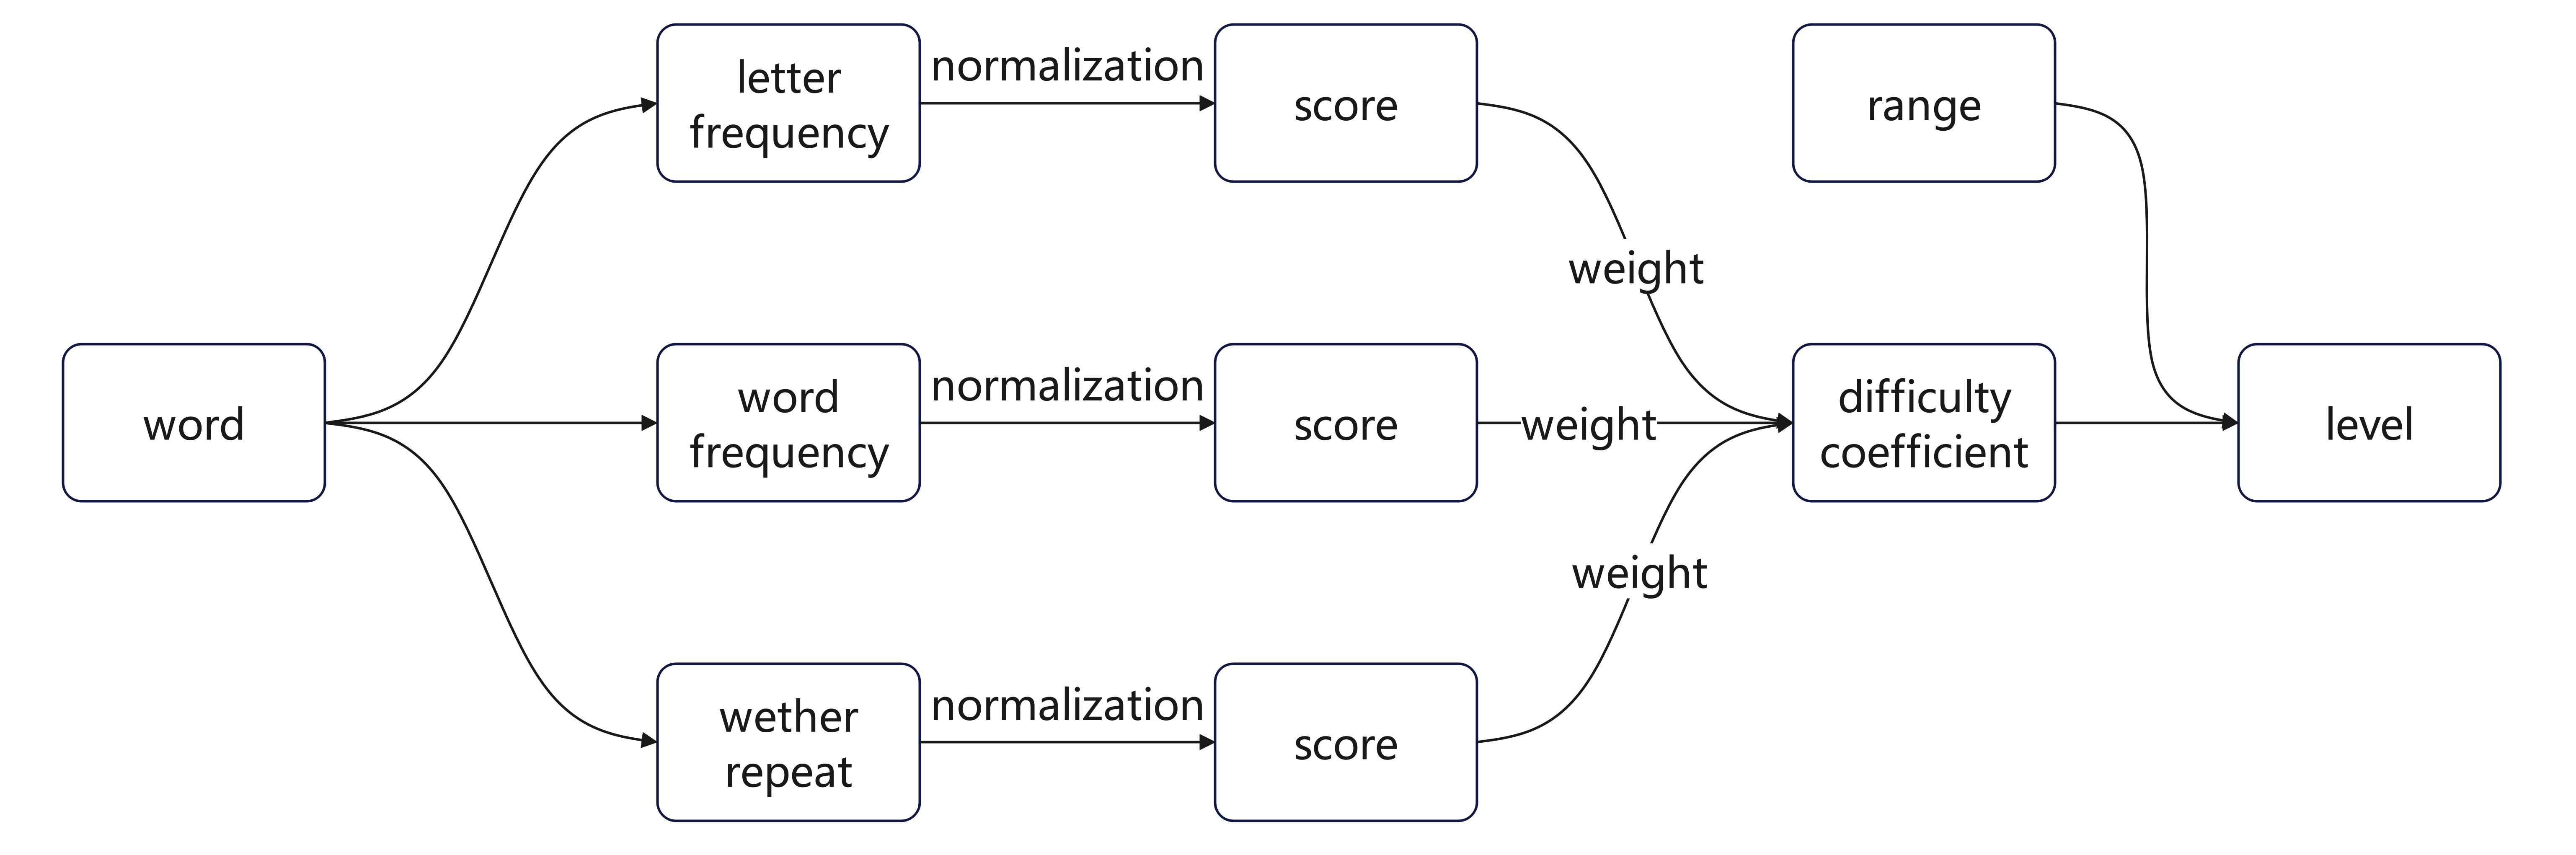 letter
frequency
normalization
score
range
weight
word
word
frequency
normalization
score
weight
difficulty
coefficient
level
weight
wether
repeat
normalization
score